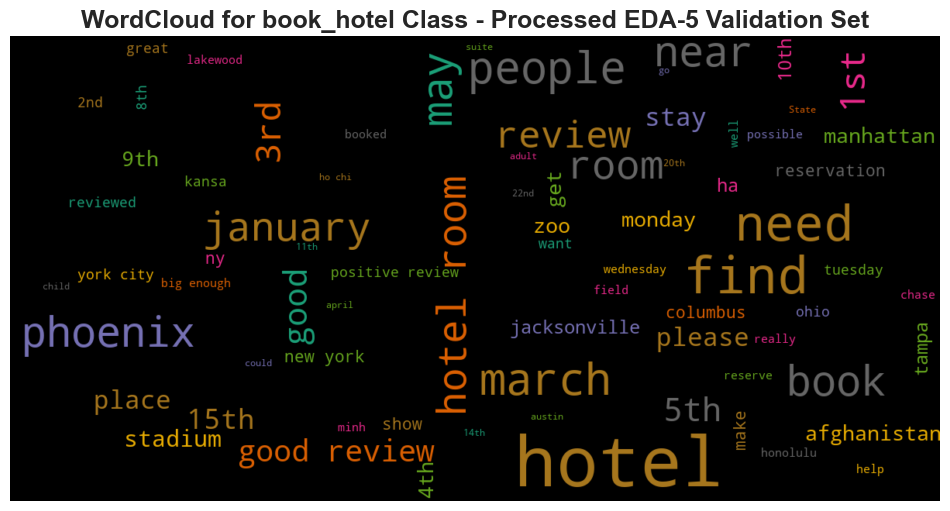 WordCloud for book_hotel Class - Processed EDA-5 Validation Set
great
lakewood
suite
people
near
go
10th
1st
may
2nd
8th
3rd
booked
review
stay
State
well
possible
manhattan
9th
kansa
ho chi
adult
room
20th
reservation
reviewed
22nd
get
ha
january
11th
zoo
want
monday
need
ny
york city
big enough
child
positive review
hotel room
wednesday
find
tuesday
field
chase
good
april
phoenix
jacksonville
columbus
ohio
please
really
tampa
new york
could
march
reserve
book
place
15th
show
minh
stadium
good review
4th
14th
austin
5th
make
afghanistan
hotel
honolulu
help